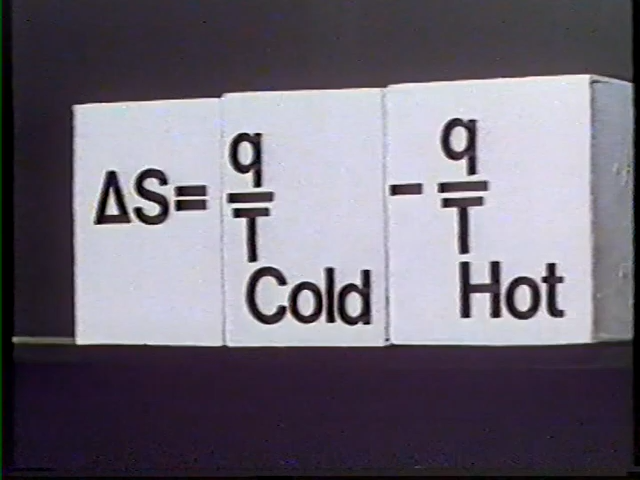 ΔS= q/T Cold - q/T Hot